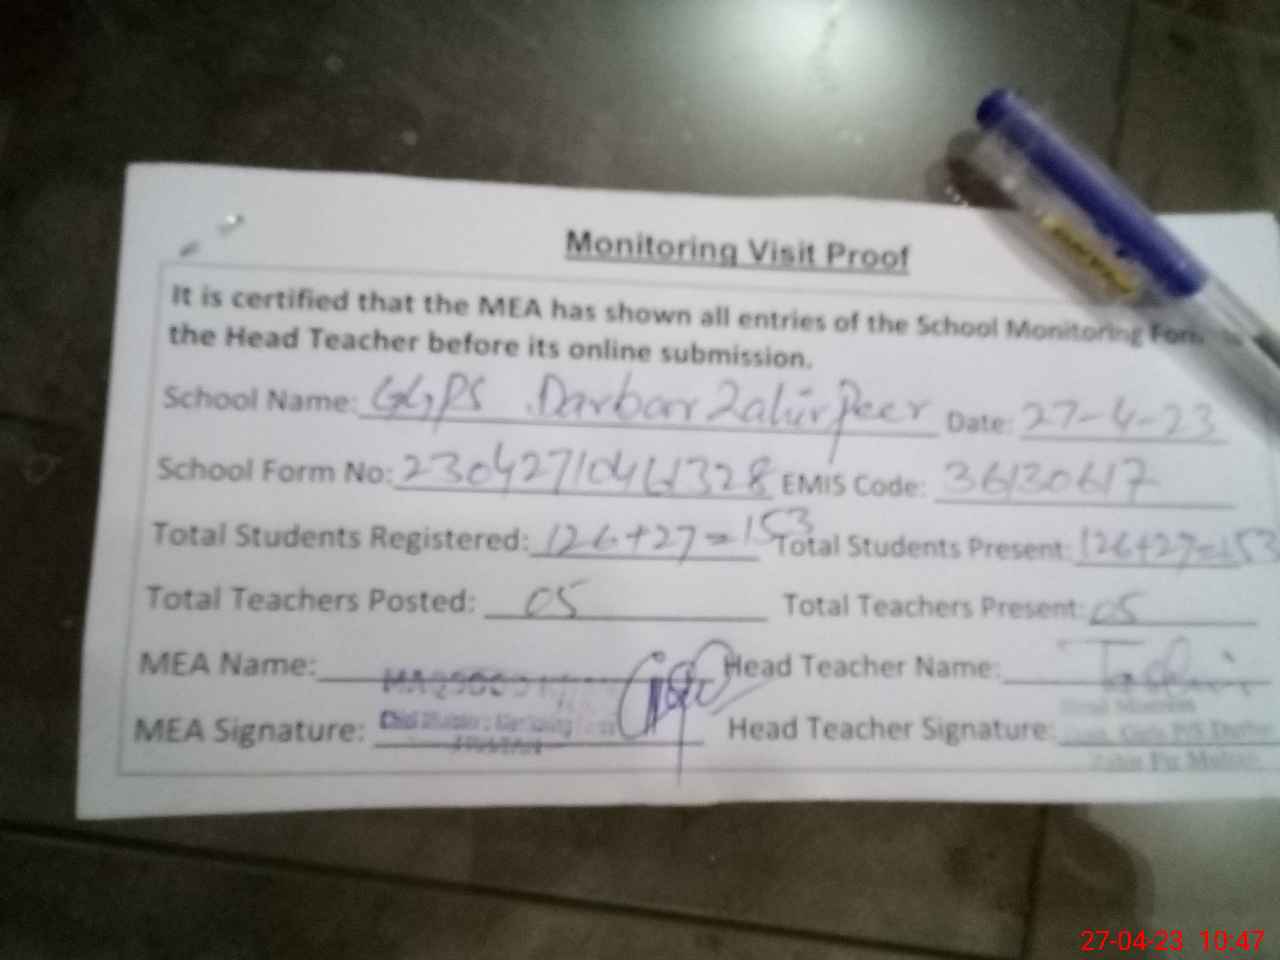 Monitoring Visit Proof
It is certified that the MEA has shown all entries of the School Monitoring Form
the Head Teacher before its online submission.
School Name: GGPS Darbar Zahir Peer Date: 27-4-23
School Form No: EMIS Code: 36130617
Total Students Registered: 126+27=153 Total Students Present: 126+27=153
Total Teachers Posted: 05 Total Teachers Present: 05
MEA Name: Head Teacher Name:
MEA Signature: Head Teacher Signature:
27-04-23 10:47